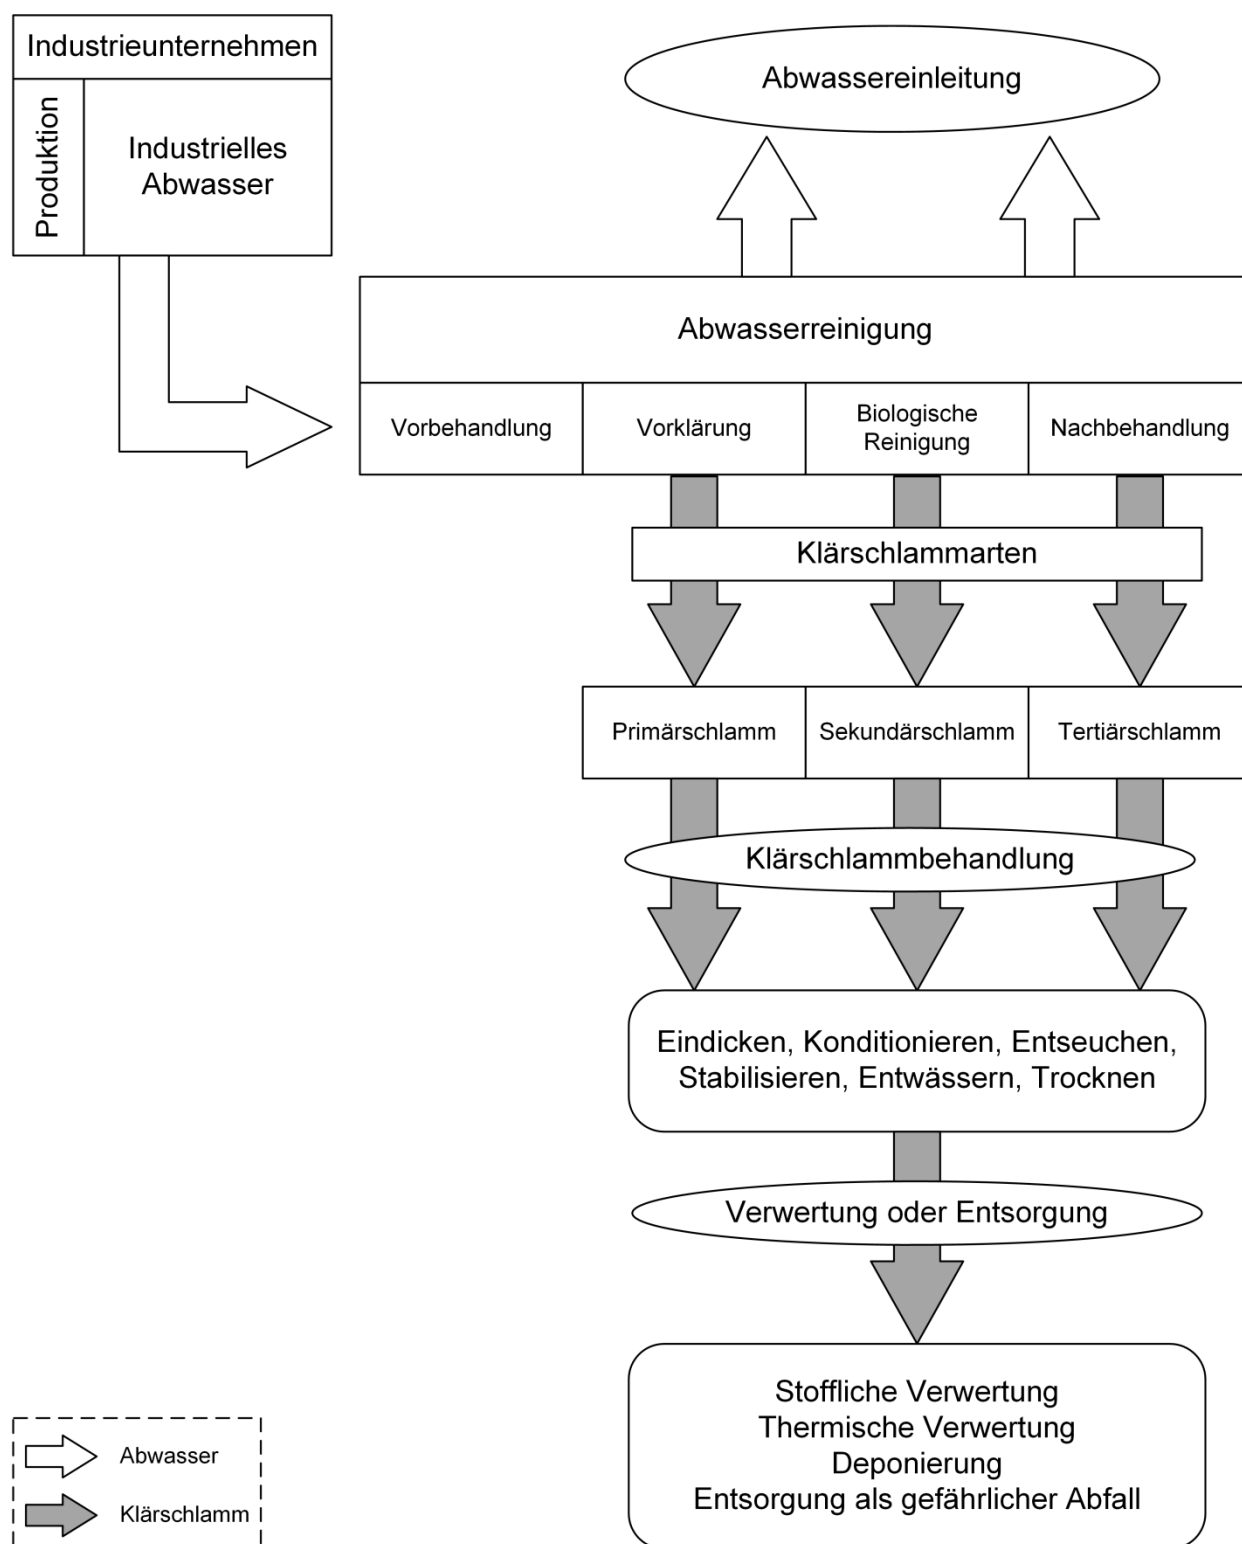 Industrieunternehmen
Produktion
Industrielles
Abwasser
Abwassereinleitung
Abwasserreinigung
Vorbehandlung
Vorklärung
Biologische
Reinigung
Nachbehandlung
Klärschlammarten
Primärschlamm
Sekundärschlamm
Tertiärschlamm
Klärschlammbehandlung
Eindicken, Konditionieren, Entseuchen,
Stabilisieren, Entwässern, Trocknen
Verwertung oder Entsorgung
Stoffliche Verwertung
Thermische Verwertung
Deponierung
Entsorgung als gefährlicher Abfall
Abwasser
Klärschlamm